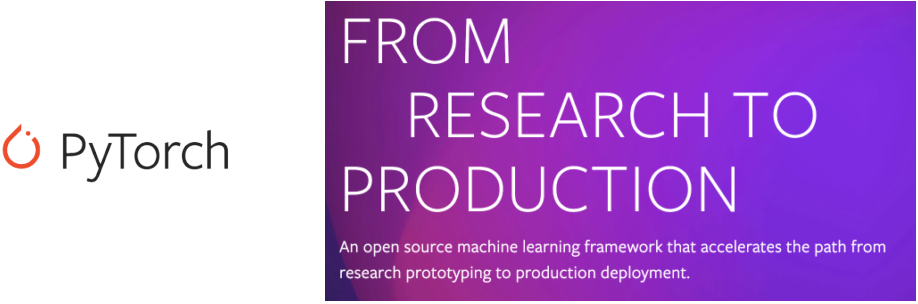 PyTorch
FROM
RESEARCH TO
PRODUCTION
An open source machine learning framework that accelerates the path from
research prototyping to production deployment.